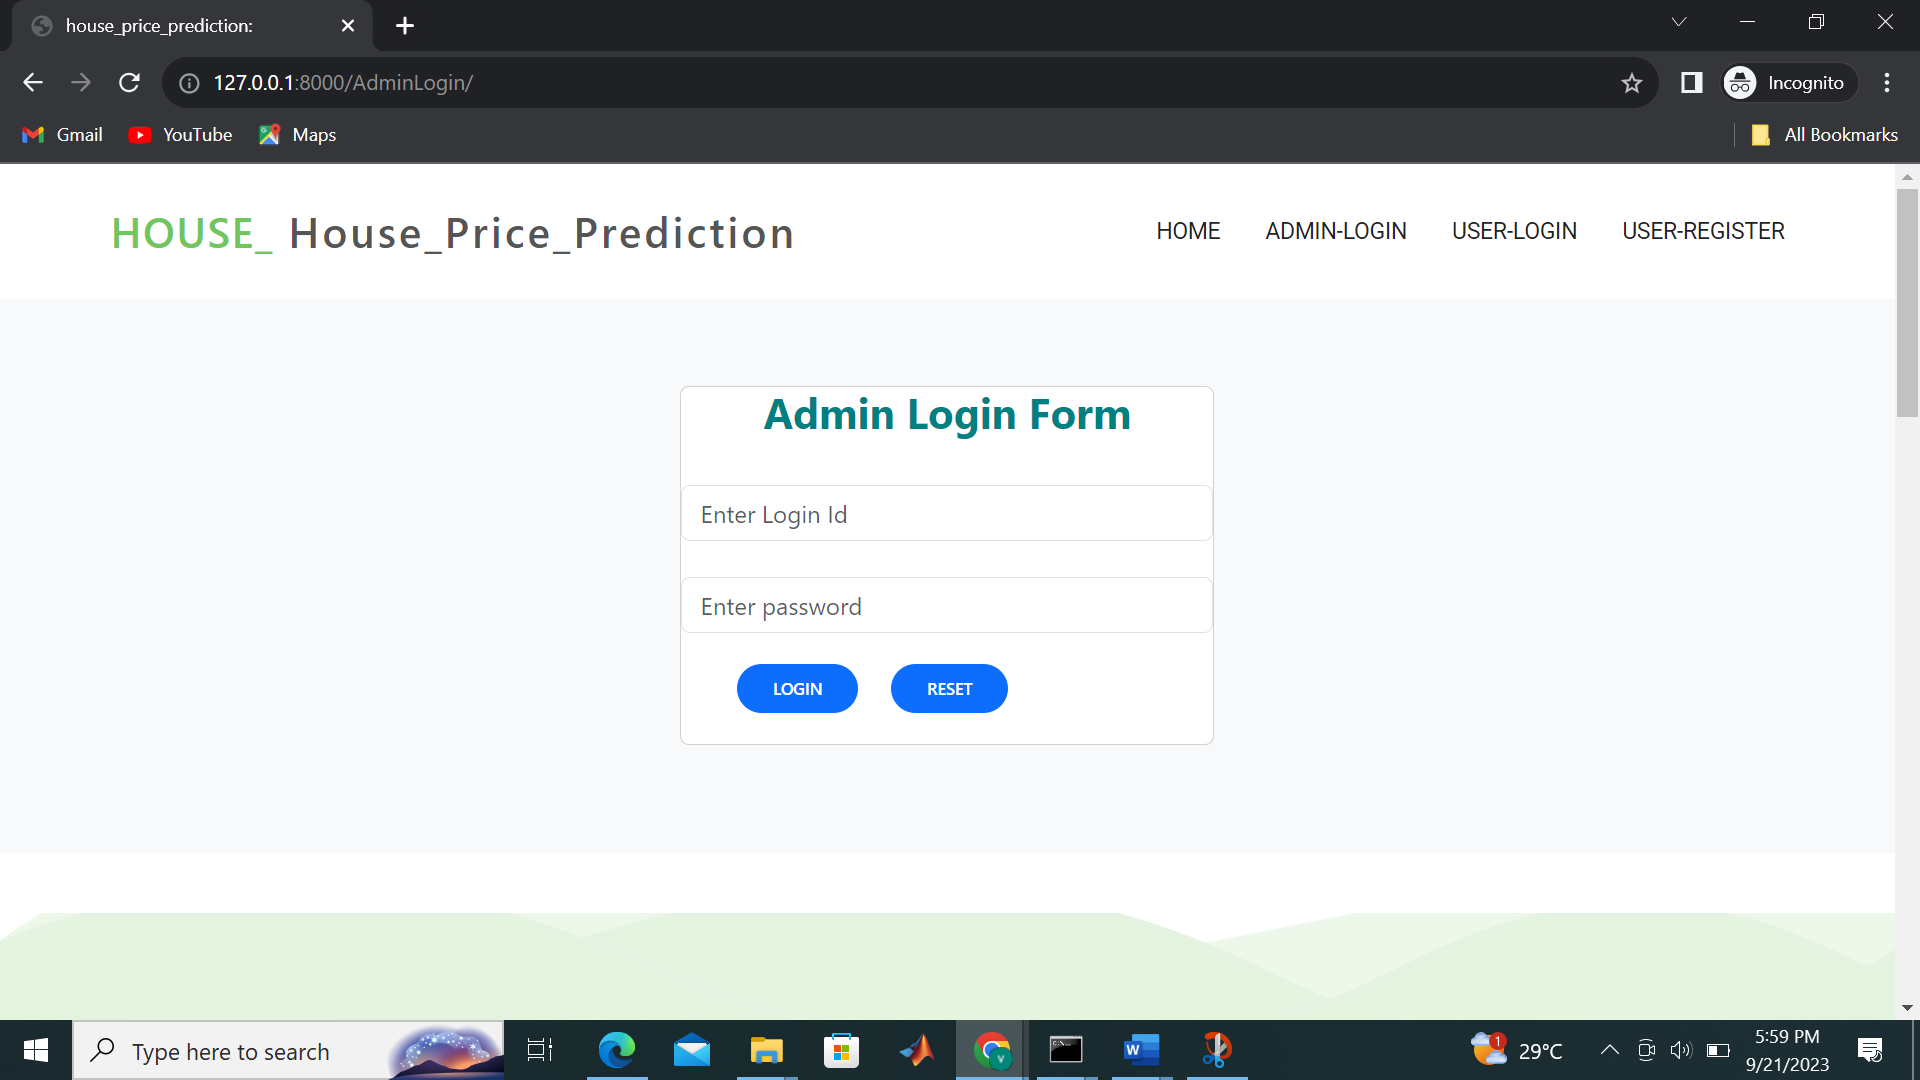 house_price_prediction:
127.0.0.1:8000/AdminLogin/
Incognito
Gmail
YouTube
Maps
All Bookmarks
HOUSE_ House_Price_Prediction
HOME
ADMIN-LOGIN
USER-LOGIN
USER-REGISTER
Admin Login Form
Enter Login Id
Enter password
LOGIN
RESET
Type here to search
V
W
1
29°C
5:59 PM
9/21/2023